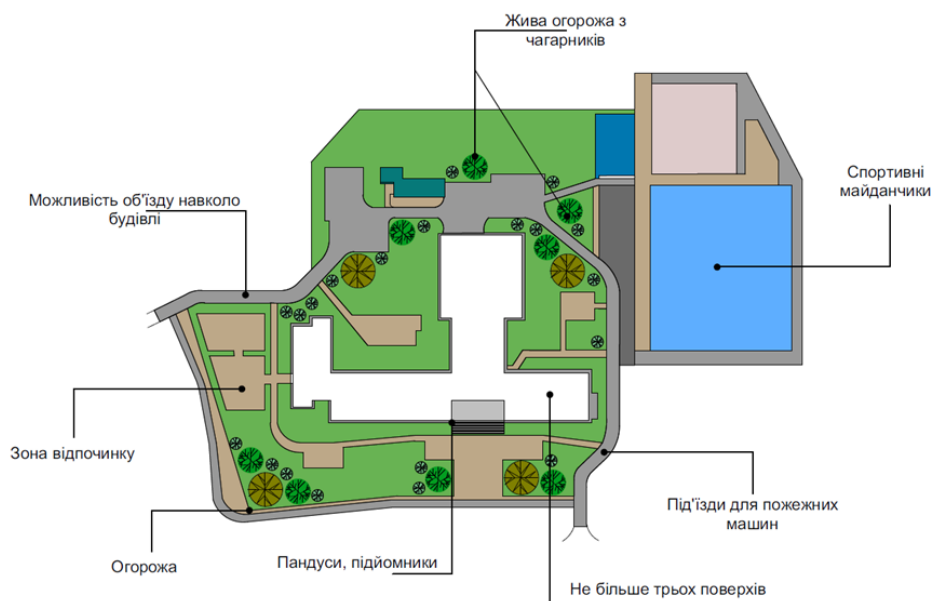 Жива огорожа з
чагарників
Спортивні
майданчики
Можливість об'їзду навколо
будівлі
Зона відпочинку
Під'їзди для пожежних
машин
Огорожа
Пандуси, підйомники
Не більше трьох поверхів